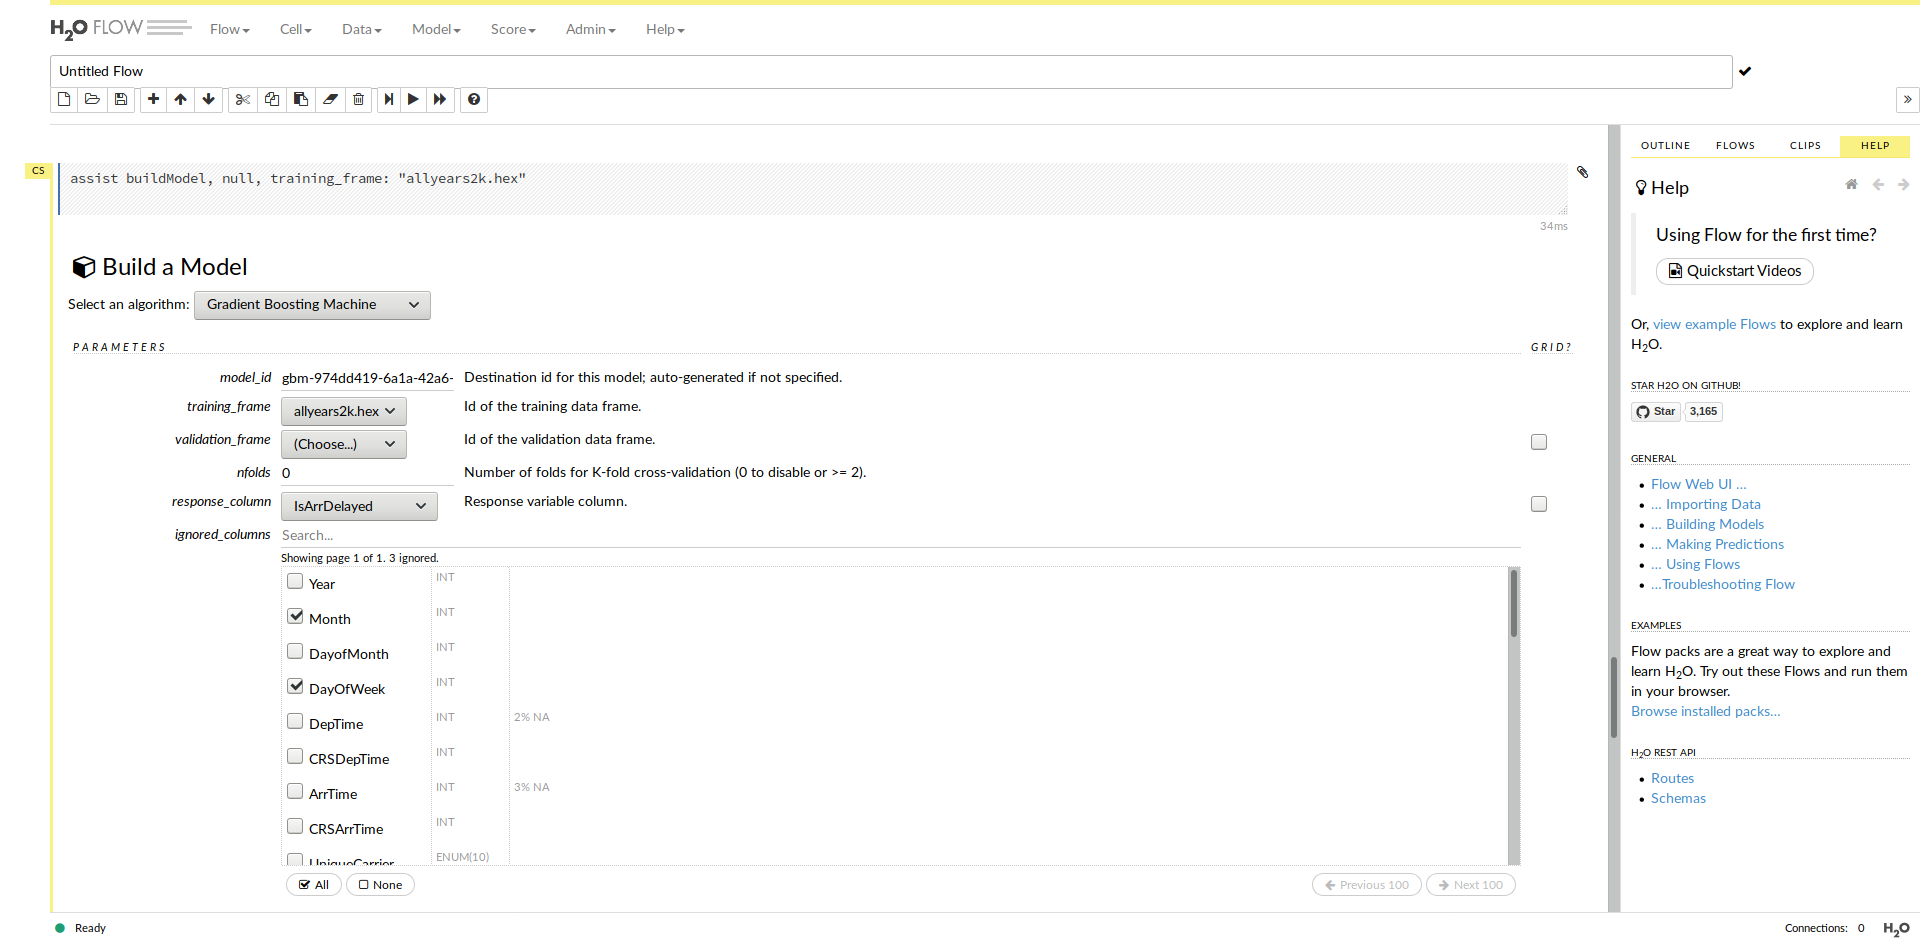 H2O FLOW Flow Cell Data Model Score Admin Help
Untitled Flow
CS
assist buildModel, null, training_frame: "allyears2k.hex"
34ms
Build a Model
Select an algorithm: Gradient Boosting Machine
PARAMETERS GRID?
model_id gbm-974dd419-6a1a-42a6- Destination id for this model; auto-generated if not specified.
training_frame allyears2k.hex Id of the training data frame.
validation_frame (Choose...) Id of the validation data frame.
nfolds 0 Number of folds for K-fold cross-validation (0 to disable or >= 2).
response_column IsArrDelayed Response variable column.
ignored_columns Search...
Showing page 1 of 1. 3 ignored.
Year INT
Month INT
DayofMonth INT
DayOfWeek INT
DepTime INT 2% NA
CRSDepTime INT
ArrTime INT 3% NA
CRSArrTime INT
UniqueCarrier ENUM(10)
All None Previous 100 Next 100
OUTLINE FLOWS CLIPS HELP
Help
Using Flow for the first time?
Quickstart Videos
Or, view example Flows to explore and learn
H2O.
STAR H2O ON GITHUB!
Star 3,165
GENERAL
Flow Web UI ...
... Importing Data
... Building Models
... Making Predictions
... Using Flows
...Troubleshooting Flow
EXAMPLES
Flow packs are a great way to explore and
learn H2O. Try out these Flows and run them
in your browser.
Browse installed packs...
H2O REST API
Routes
Schemas
Ready Connections: 0 H2O